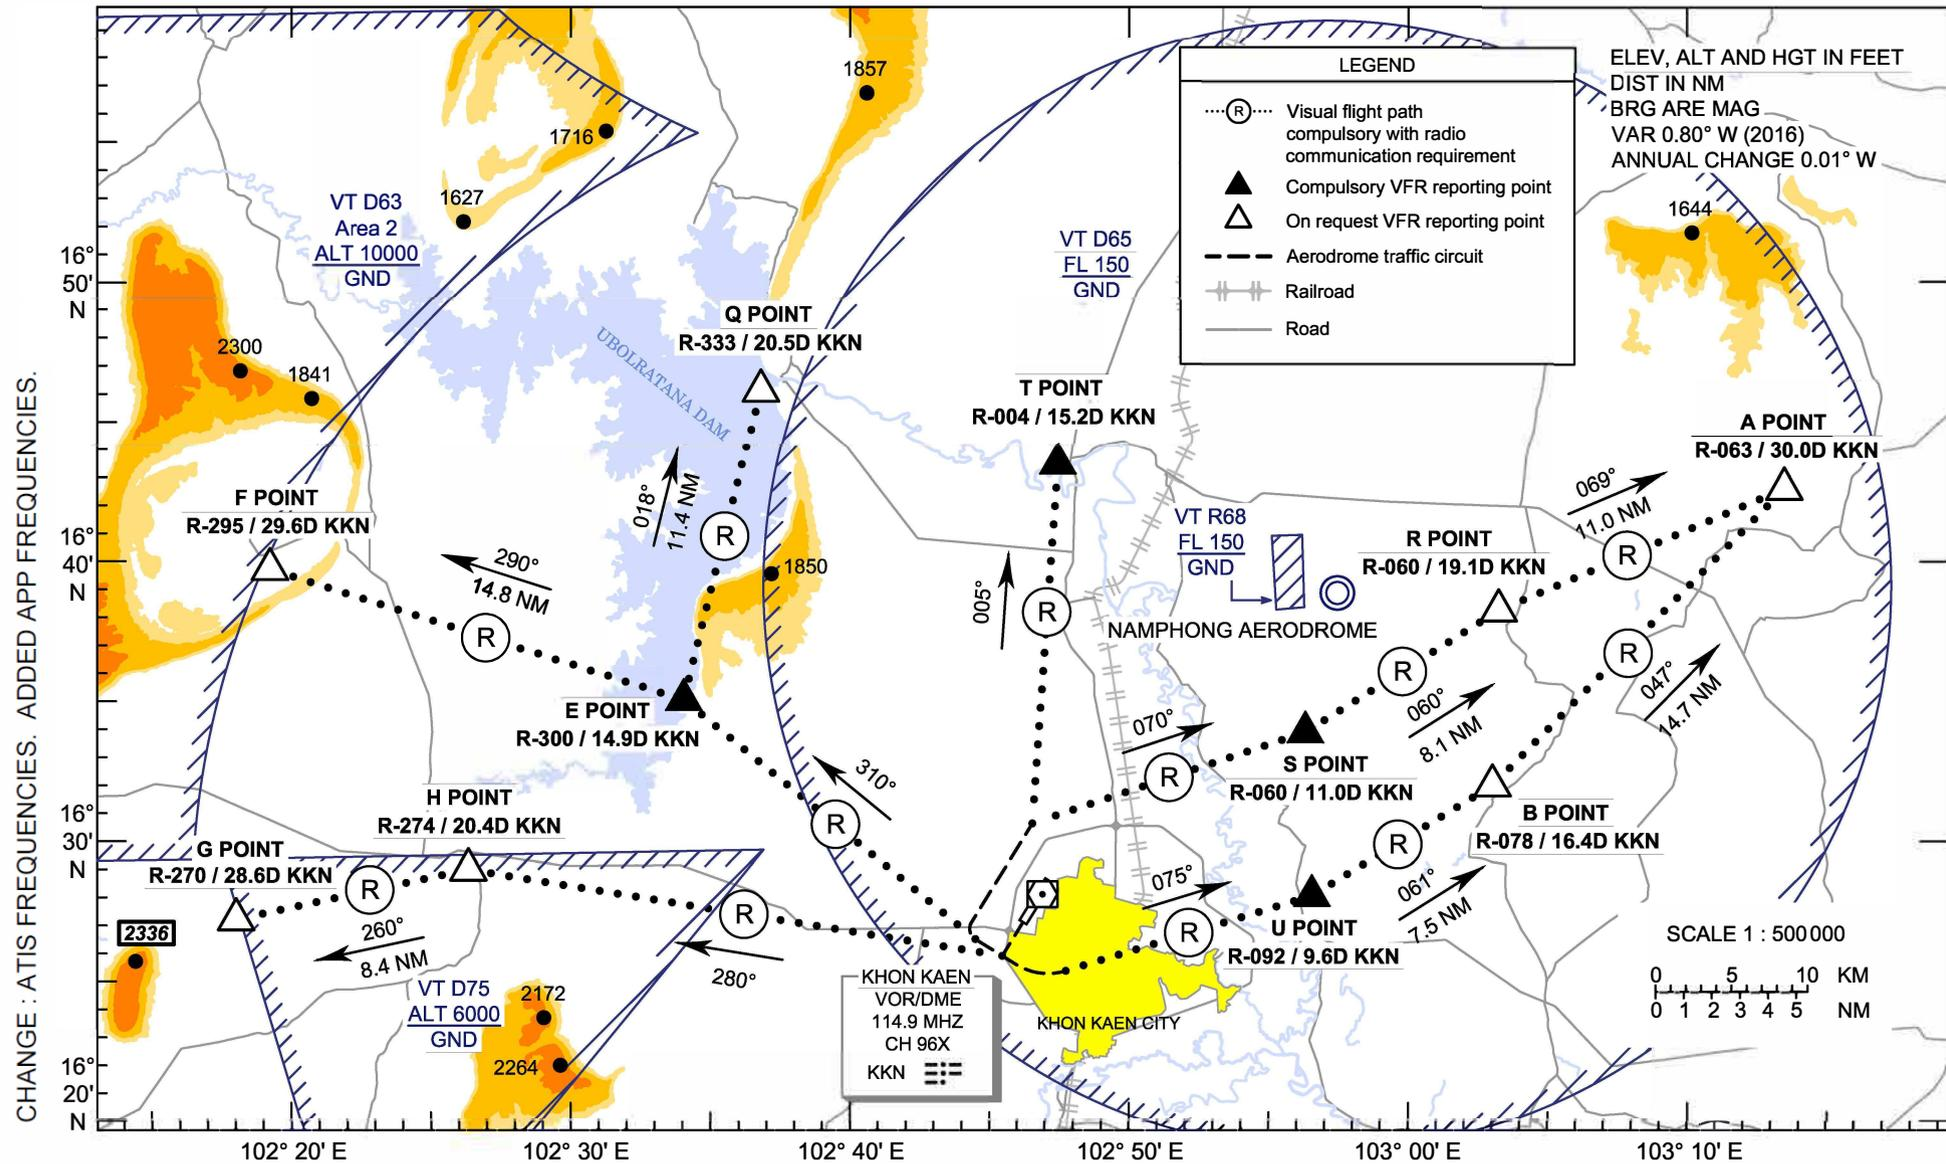 CHANGE : ATIS FREQUENCIES. ADDED APP FREQUENCIES.
LEGEND
R
Visual flight path
compulsory with radio
communication requirement
Compulsory VFR reporting point
On request VFR reporting point
Aerodrome traffic circuit
Railroad
Road
ELEV, ALT AND HGT IN FEET
DIST IN NM
BRG ARE MAG
VAR 0.80° W (2016)
ANNUAL CHANGE 0.01° W
1857
1716
1627
VT D63
Area 2
ALT 10000
GND
VT D65
FL 150
GND
1644
16°
50'
N
Q POINT
R-333 / 20.5D KKN
UBOLRATANA DAM
2300
1841
T POINT
R-004 / 15.2D KKN
A POINT
R-063 / 30.0D KKN
F POINT
R-295 / 29.6D KKN
018°
11.4 NM
R
069°
11.0 NM
R
VT R68
FL 150
GND
R POINT
R-060 / 19.1D KKN
16°
40'
N
290°
14.8 NM
R
1850
005°
R
NAMPHONG AERODROME
R
047°
14.7 NM
R
060°
8.1 NM
E POINT
R-300 / 14.9D KKN
070°
R
S POINT
R-060 / 11.0D KKN
310°
R
H POINT
R-274 / 20.4D KKN
B POINT
R-078 / 16.4D KKN
16°
30'
N
G POINT
R-270 / 28.6D KKN
R
260°
8.4 NM
R
280°
075°
R
R
061°
7.5 NM
U POINT
R-092 / 9.6D KKN
2336
VT D75
ALT 6000
GND
2172
2264
KHON KAEN
VOR/DME
114.9 MHZ
CH 96X
KKN
KHON KAEN CITY
SCALE 1 : 500 000
0 5 10 KM
0 1 2 3 4 5 NM
16°
20'
N
102° 20' E
102° 30' E
102° 40' E
102° 50' E
103° 00' E
103° 10' E